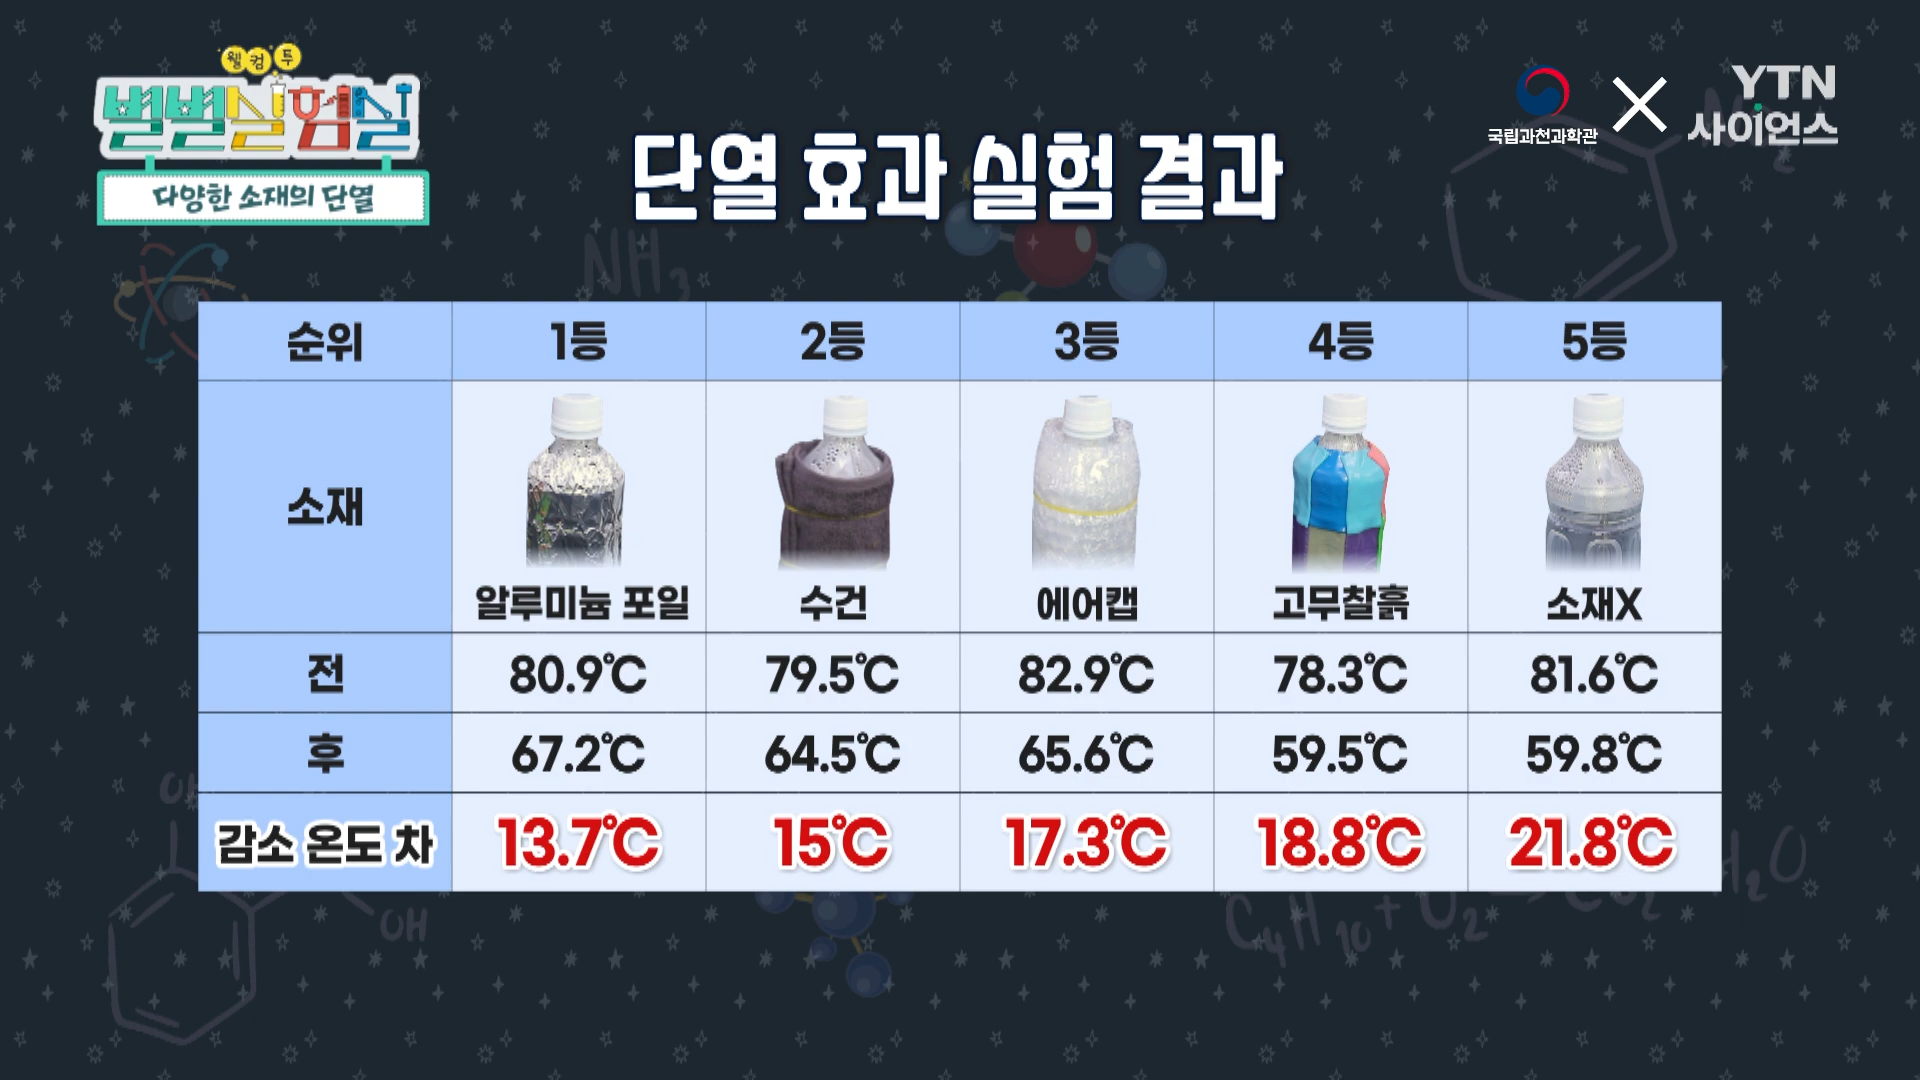 웰컴투
별별실험실
다양한 소재의 단열
국립과천과학관
YTN
사이언스
단열 효과 실험 결과
순위 1등 2등 3등 4등 5등
소재 알루미늄 포일 수건 에어캡 고무찰흙 소재X
전 80.9℃ 79.5℃ 82.9℃ 78.3℃ 81.6℃
후 67.2℃ 64.5℃ 65.6℃ 59.5℃ 59.8℃
감소 온도 차 13.7℃ 15℃ 17.3℃ 18.8℃ 21.8℃
NH3
OH